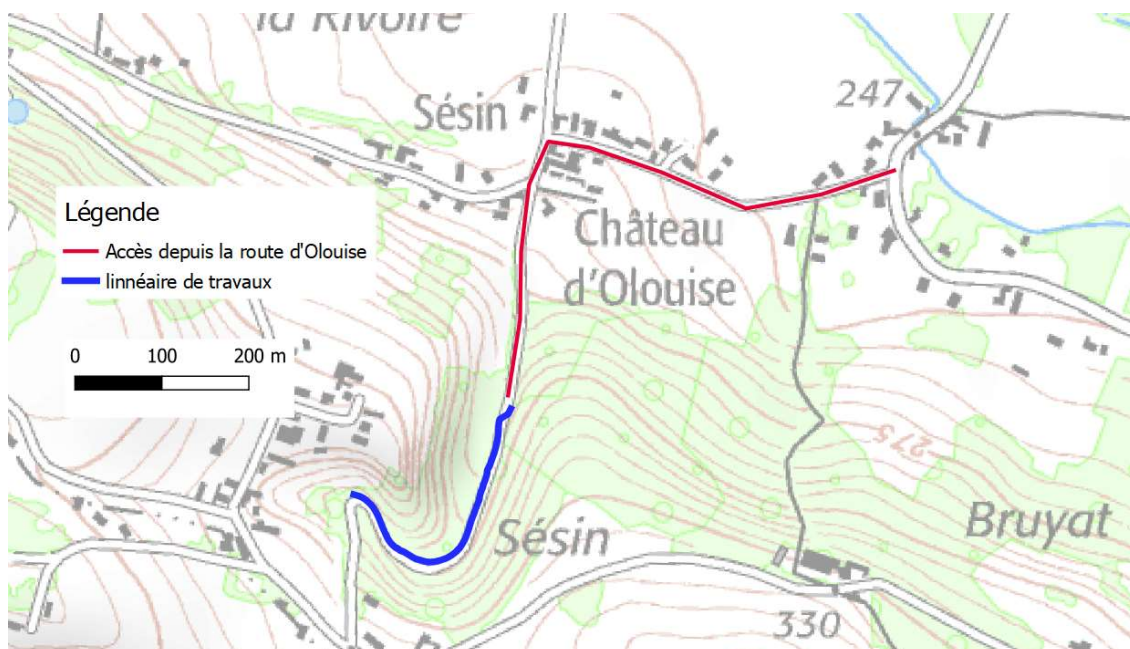 la Rivoire
Sésin
247
Château
d'Olouise
Légende
Accès depuis la route d'Olouise
linnéaire de travaux
0 100 200 m
275
Sésin
Bruyat
330